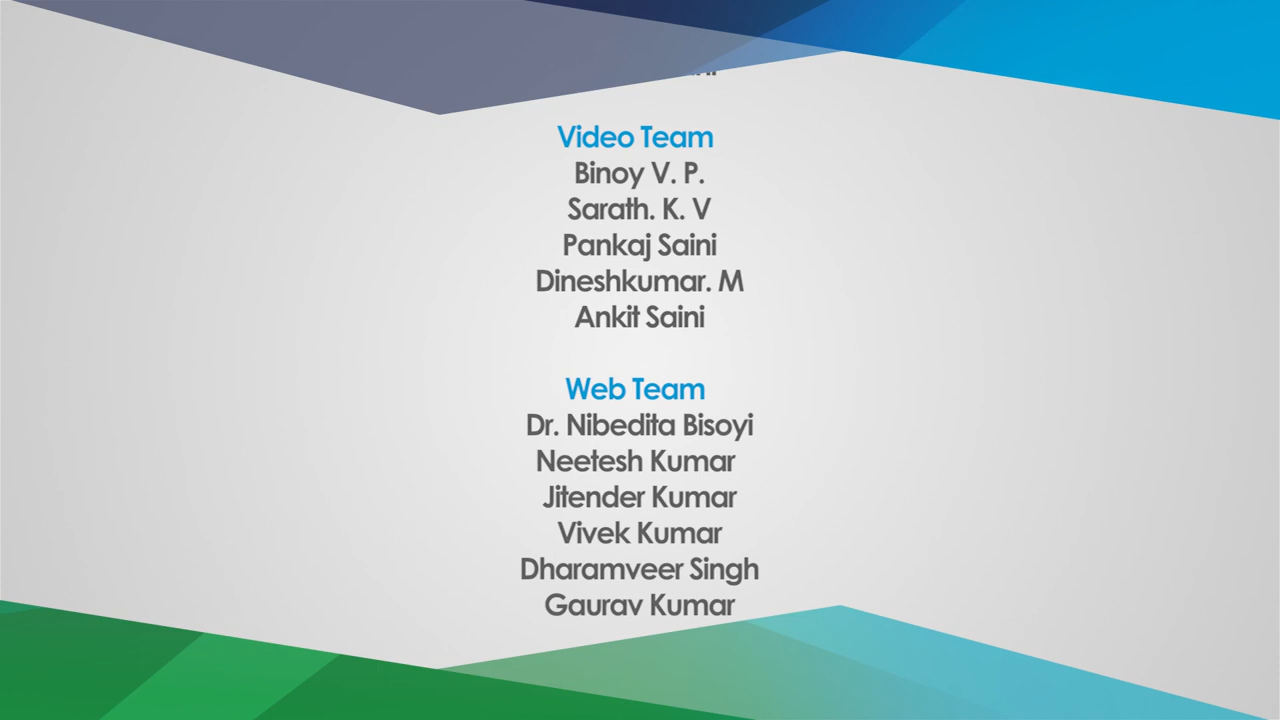 Video Team
Binoy V. P.
Sarath. K. V
Pankaj Saini
Dineshkumar. M
Ankit Saini
Web Team
Dr. Nibedita Bisoyi
Neetesh Kumar
Jitender Kumar
Vivek Kumar
Dharamveer Singh
Gaurav Kumar